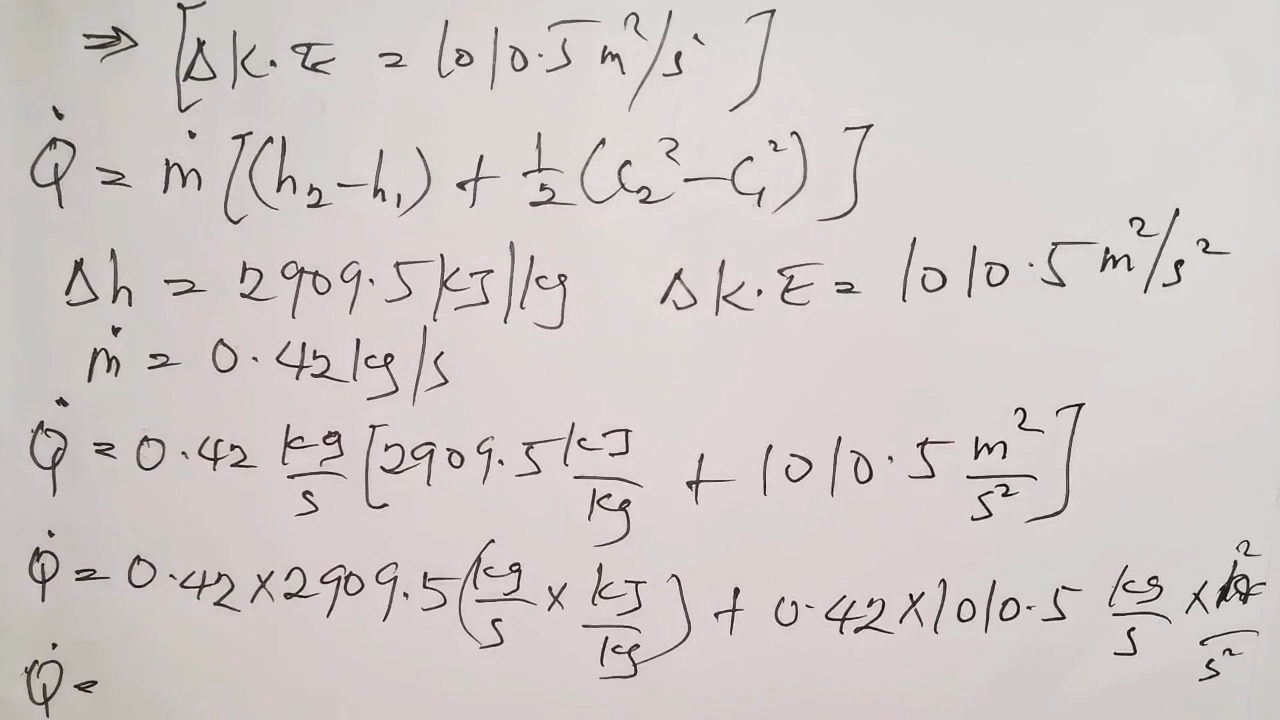 ⇒ [ΔK.E = 1010.5 m²/s²]
Q̇ = ṁ [(h₂-h₁) + ½ (C₂² - C₁²)]
Δh = 2909.5 kJ/kg ΔK.E = 1010.5 m²/s²
ṁ = 0.42 kg/s
Q̇ = 0.42 kg/s [2909.5 kJ/kg + 1010.5 m²/s²]
Q̇ = 0.42 × 2909.5 (kg/s × kJ/kg) + 0.42 × 1010.5 kg/s × m²/s²
Q̇ =